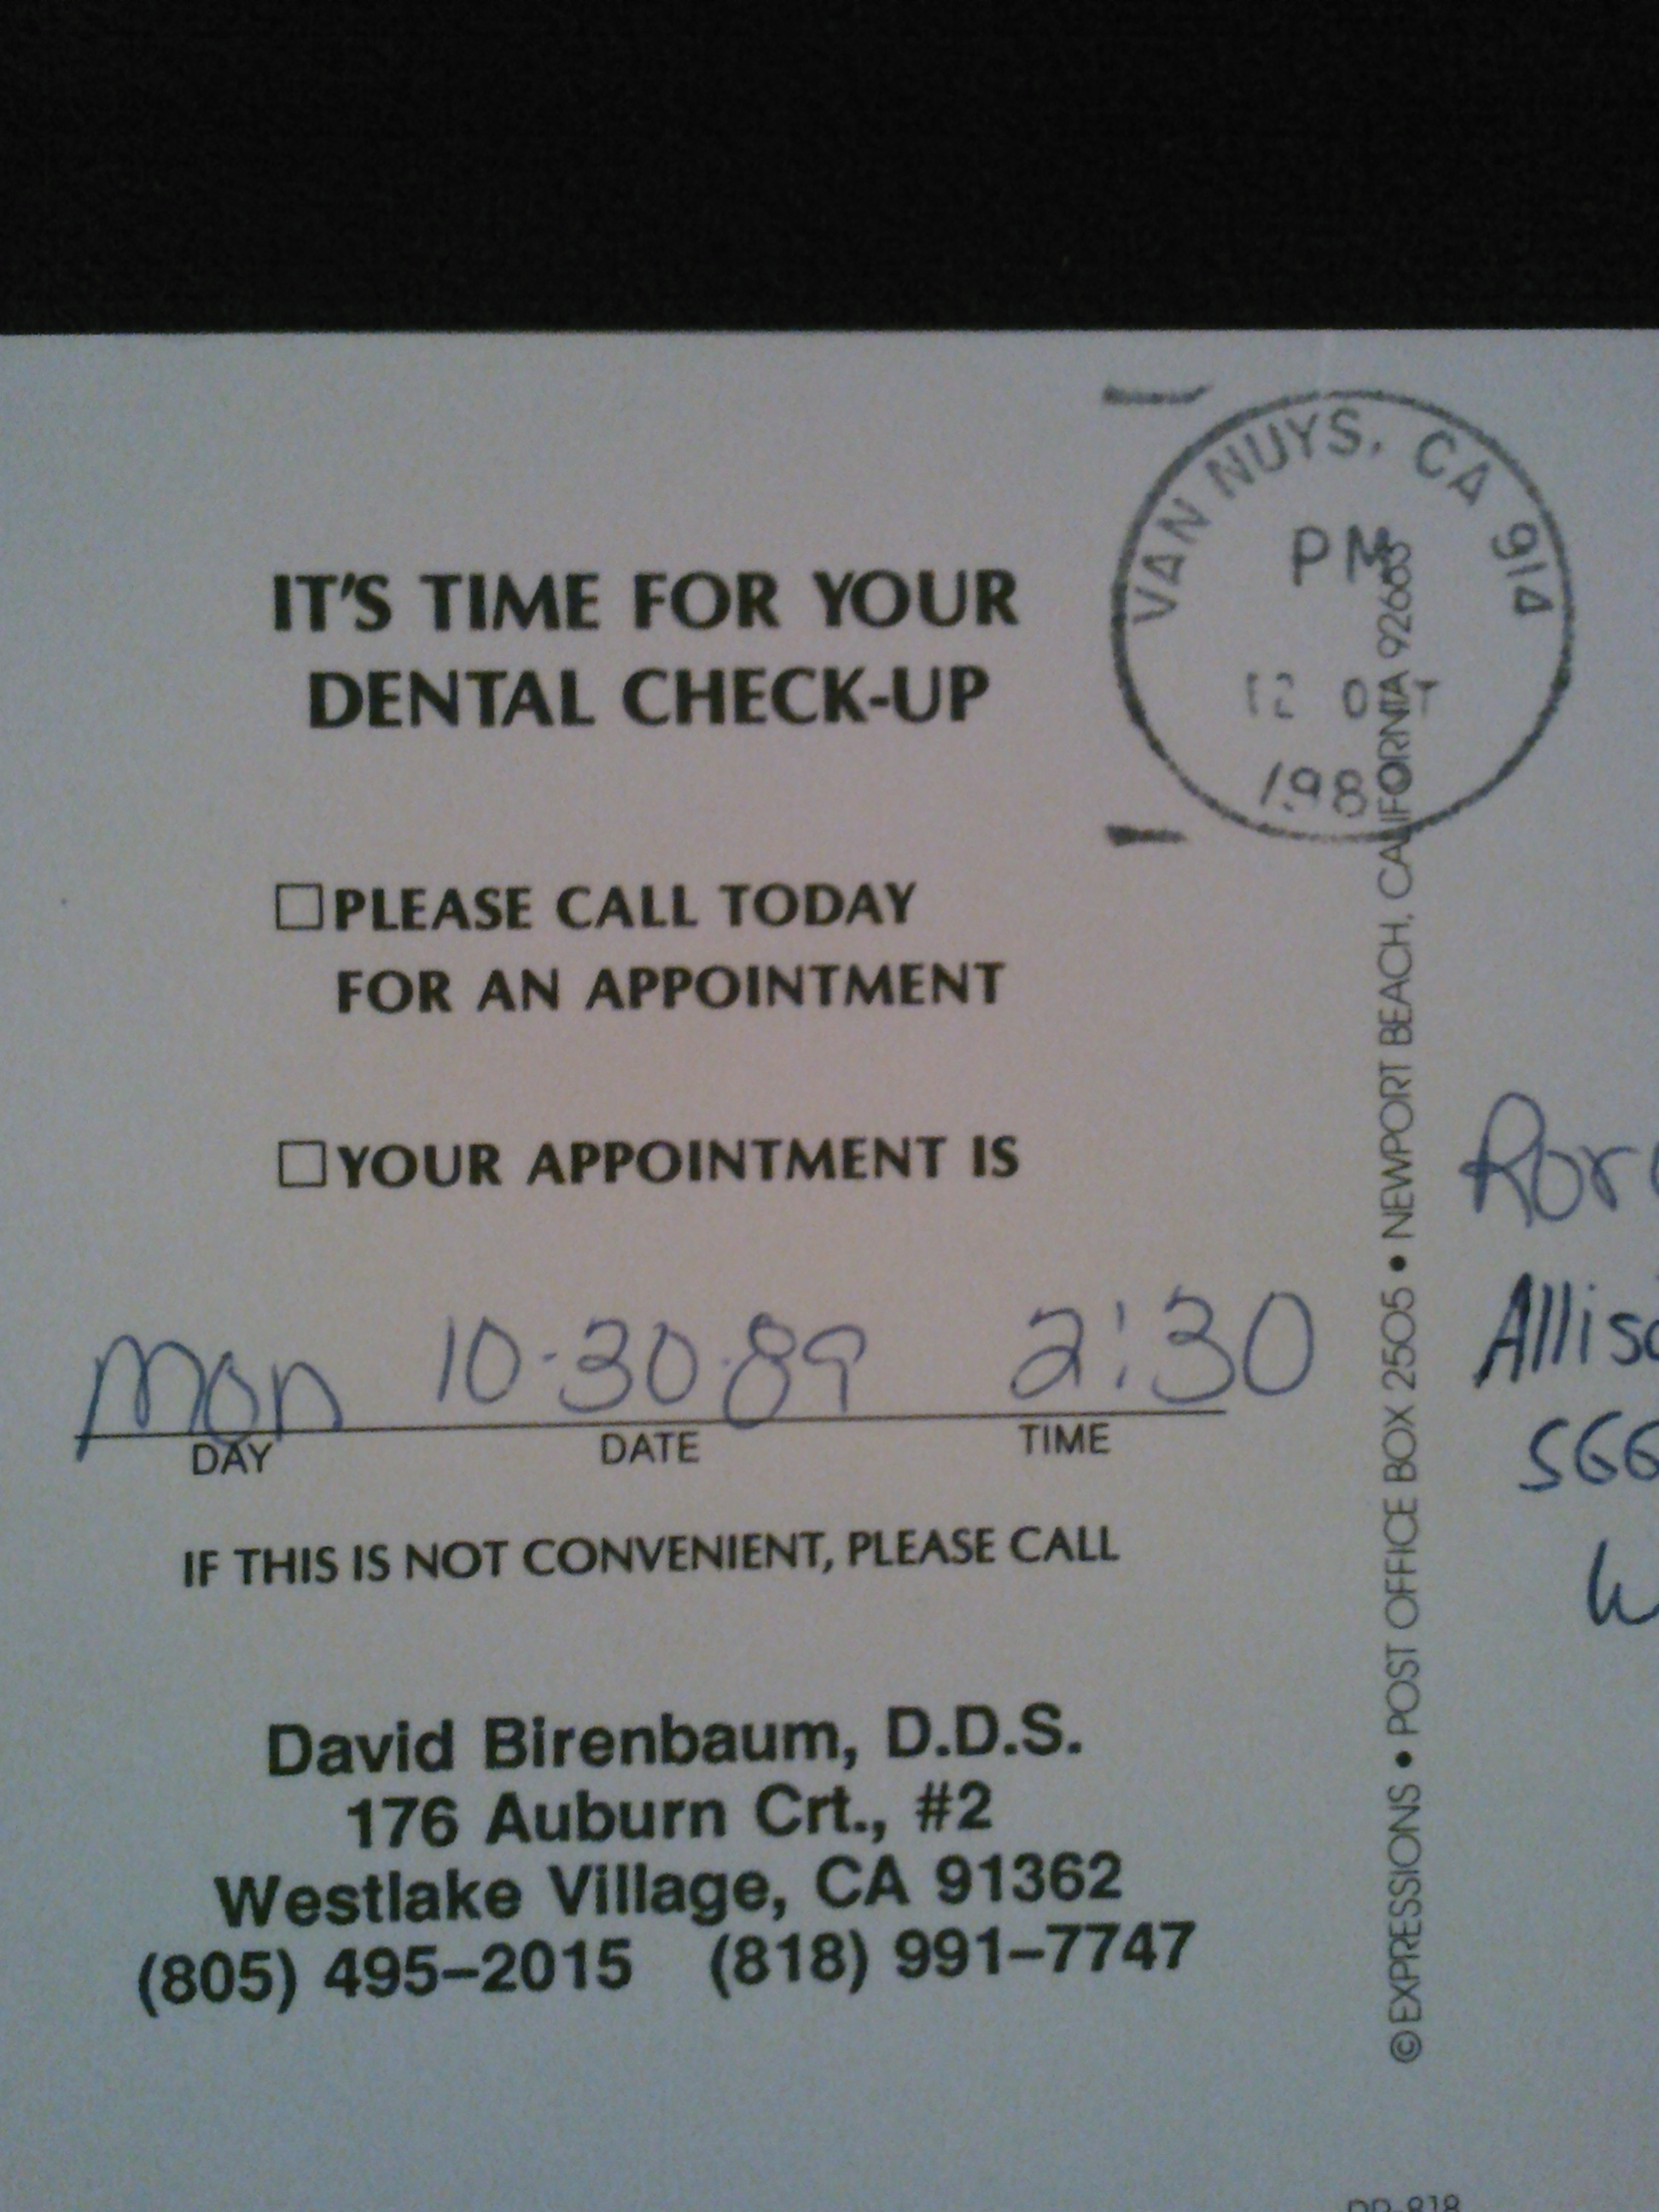 VAN NUYS, CA 914
PM
12 O T
198
IT'S TIME FOR YOUR
DENTAL CHECK-UP
☐ PLEASE CALL TODAY
FOR AN APPOINTMENT
☐ YOUR APPOINTMENT IS
Mon 10-30-89 2:30
DAY DATE TIME
IF THIS IS NOT CONVENIENT, PLEASE CALL
David Birenbaum, D.D.S.
176 Auburn Crt., #2
Westlake Village, CA 91362
(805) 495-2015 (818) 991-7747
© EXPRESSIONS • POST OFFICE BOX 2505 • NEWPORT BEACH, CALIFORNIA 92663
Ror
Allis
566
W